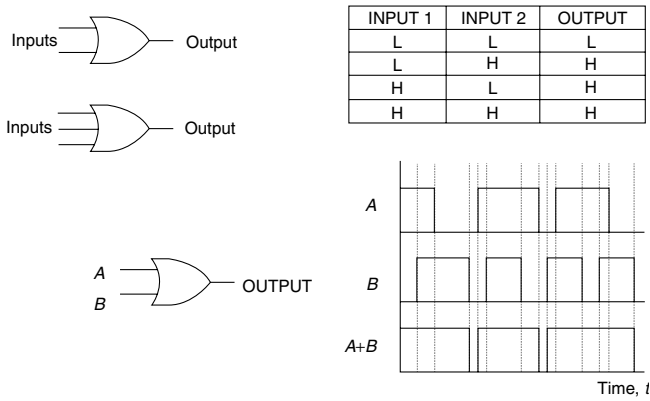 Inputs
Output
Inputs
Output
A
B
OUTPUT
INPUT 1 INPUT 2 OUTPUT
L L L
L H H
H L H
H H H
A
B
A+B
Time, t